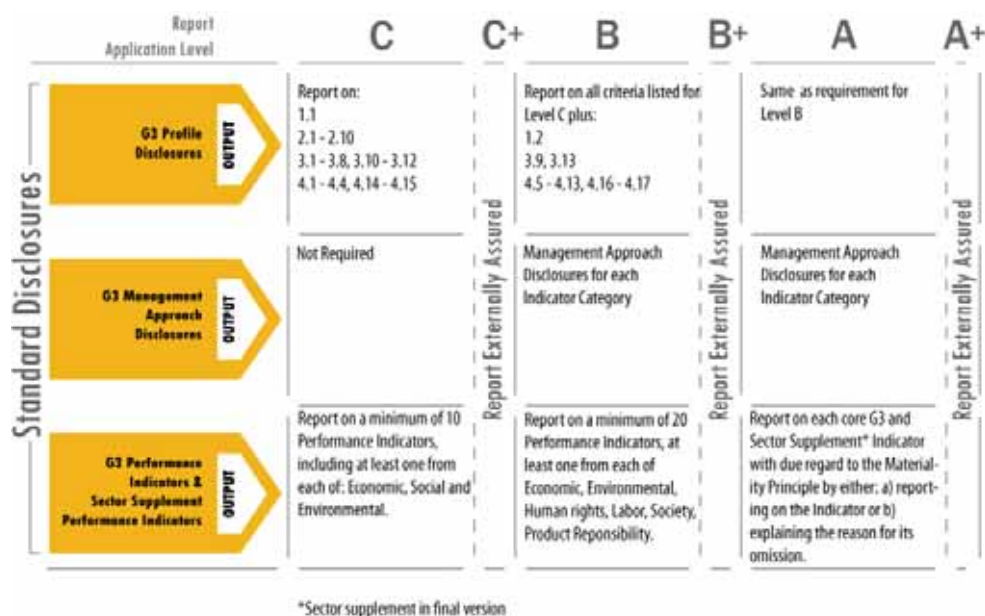 Report
Application Level
C
C+
B
B+
A
A+
Standard Disclosures
G3 Profile
Disclosures
OUTPUT
Report on:
1.1
2.1 - 2.10
3.1 - 3.8, 3.10 - 3.12
4.1 - 4.4, 4.14 - 4.15
Report on all criteria listed for
Level C plus:
1.2
3.9, 3.13
4.5 - 4.13, 4.16 - 4.17
Same as requirement for
Level B
G3 Management
Approach
Disclosures
OUTPUT
Not Required
Management Approach
Disclosures for each
Indicator Category
Management Approach
Disclosures for each
Indicator Category
G3 Performance
Indicators &
Sector Supplement
Performance Indicators
OUTPUT
Report on a minimum of 10
Performance Indicators,
including at least one from
each of: Economic, Social and
Environmental.
Report on a minimum of 20
Performance Indicators, at
least one from each of
Economic, Environmental,
Human rights, Labor, Society,
Product Reponsibility.
Report on each core G3 and
Sector Supplement* Indicator
with due regard to the Material-
ity Principle by either: a) report-
ing on the Indicator or b)
explaining the reason for its
omission.
Report Externally Assured
Report Externally Assured
Report Externally Assured
*Sector supplement in final version